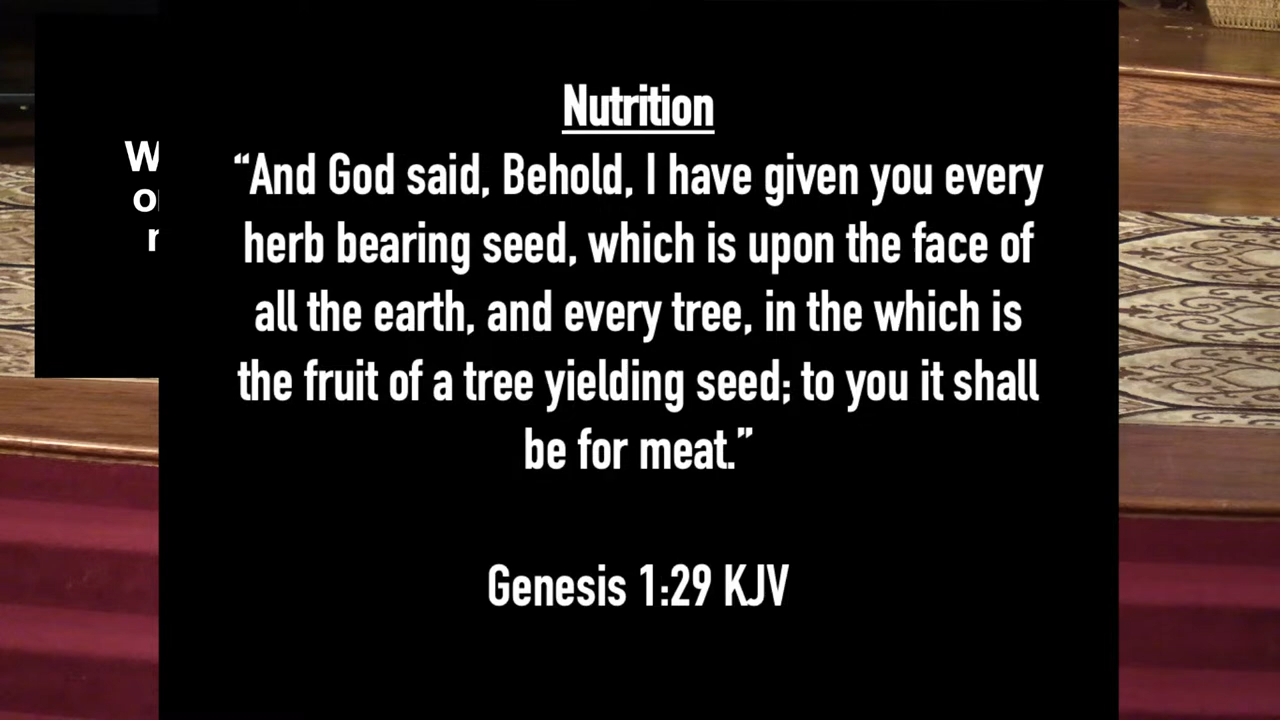 Nutrition
“And God said, Behold, I have given you every
herb bearing seed, which is upon the face of
all the earth, and every tree, in the which is
the fruit of a tree yielding seed; to you it shall
be for meat.”
Genesis 1:29 KJV